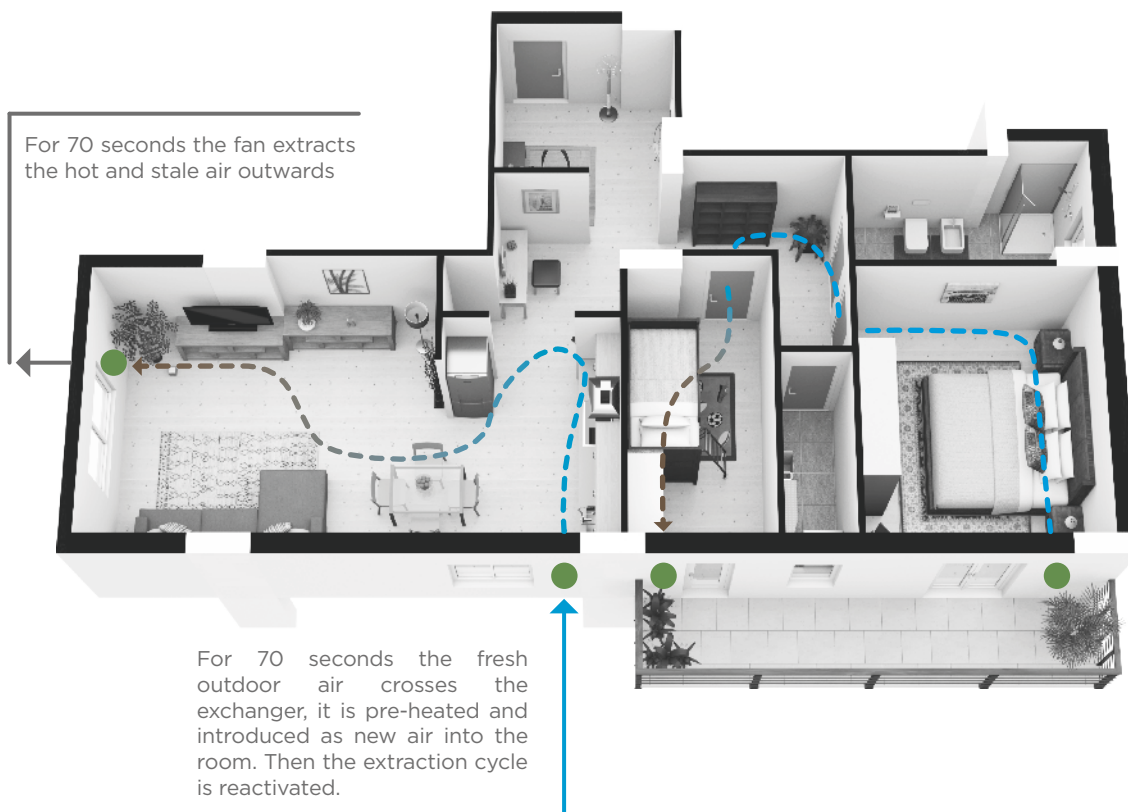 For 70 seconds the fan extracts
the hot and stale air outwards
For 70 seconds the fresh
outdoor air crosses the
exchanger, it is pre-heated and
introduced as new air into the
room. Then the extraction cycle
is reactivated.